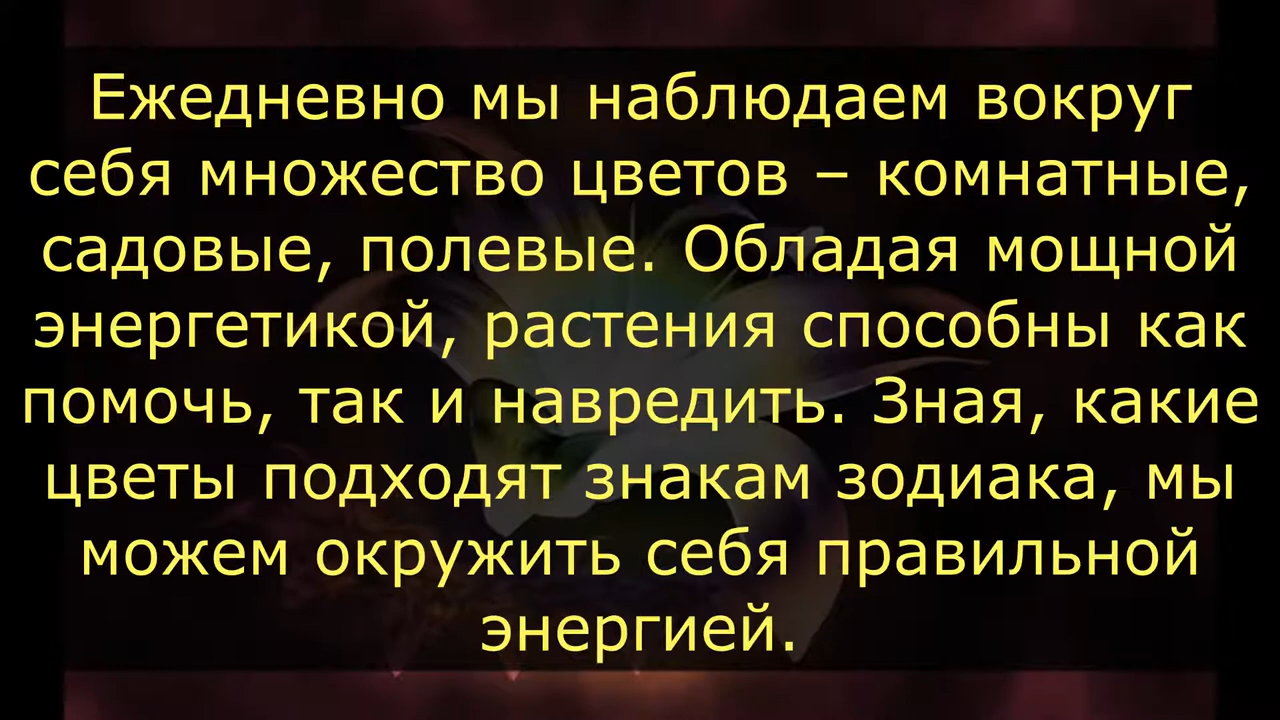 Ежедневно мы наблюдаем вокруг
себя множество цветов – комнатные,
садовые, полевые. Обладая мощной
энергетикой, растения способны как
помочь, так и навредить. Зная, какие
цветы подходят знакам зодиака, мы
можем окружить себя правильной
энергией.